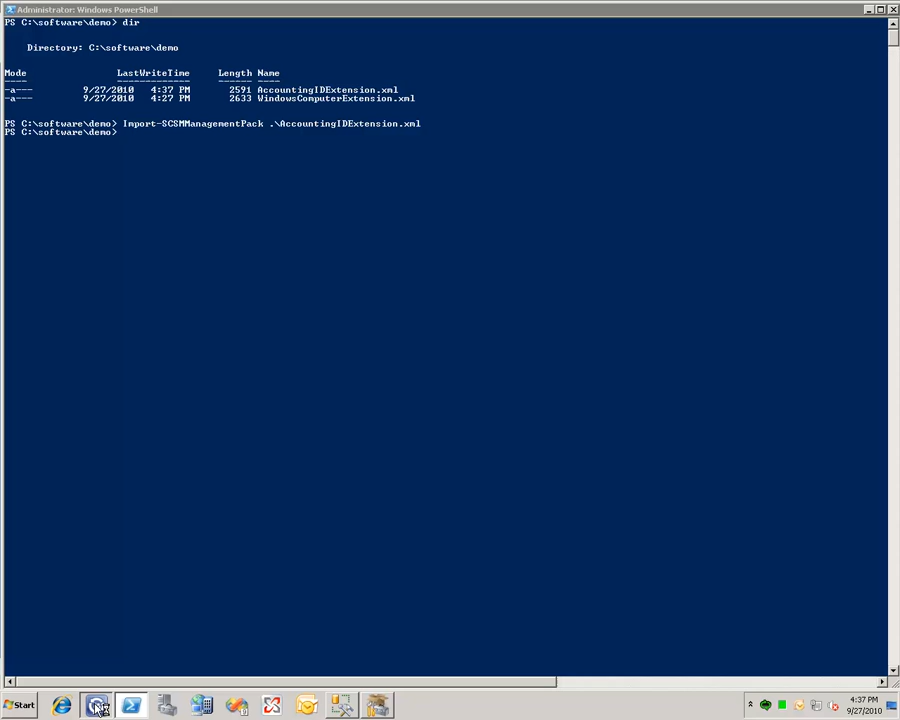 Administrator: Windows PowerShell
PS C:\software\demo> dir
Directory: C:\software\demo
Mode LastWriteTime Length Name
---- ------------- ------ ----
-a--- 9/27/2010 4:37 PM 2591 AccountingIDExtension.xml
-a--- 9/27/2010 4:27 PM 2633 WindowsComputerExtension.xml
PS C:\software\demo> Import-SCSMManagementPack .\AccountingIDExtension.xml
PS C:\software\demo>
Start
4:37 PM
9/27/2010